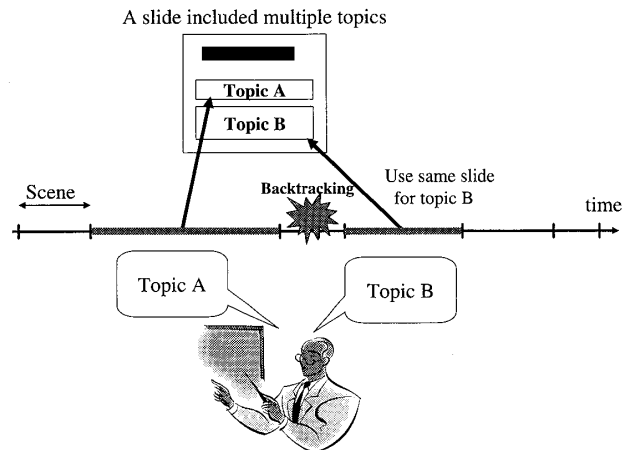 A slide included multiple topics
Topic A
Topic B
Scene
Backtracking
Use same slide
for topic B
time
Topic A
Topic B